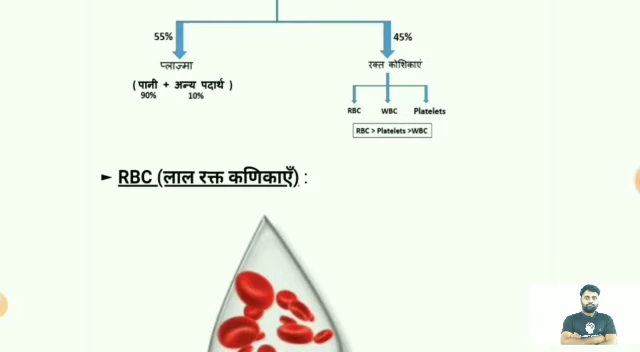 55%
45%
प्लाज़्मा
रक्त कोशिकाएं
( पानी + अन्य पदार्थ )
90% 10%
RBC WBC Platelets
RBC > Platelets >WBC
➤ RBC (लाल रक्त कणिकाएँ) :